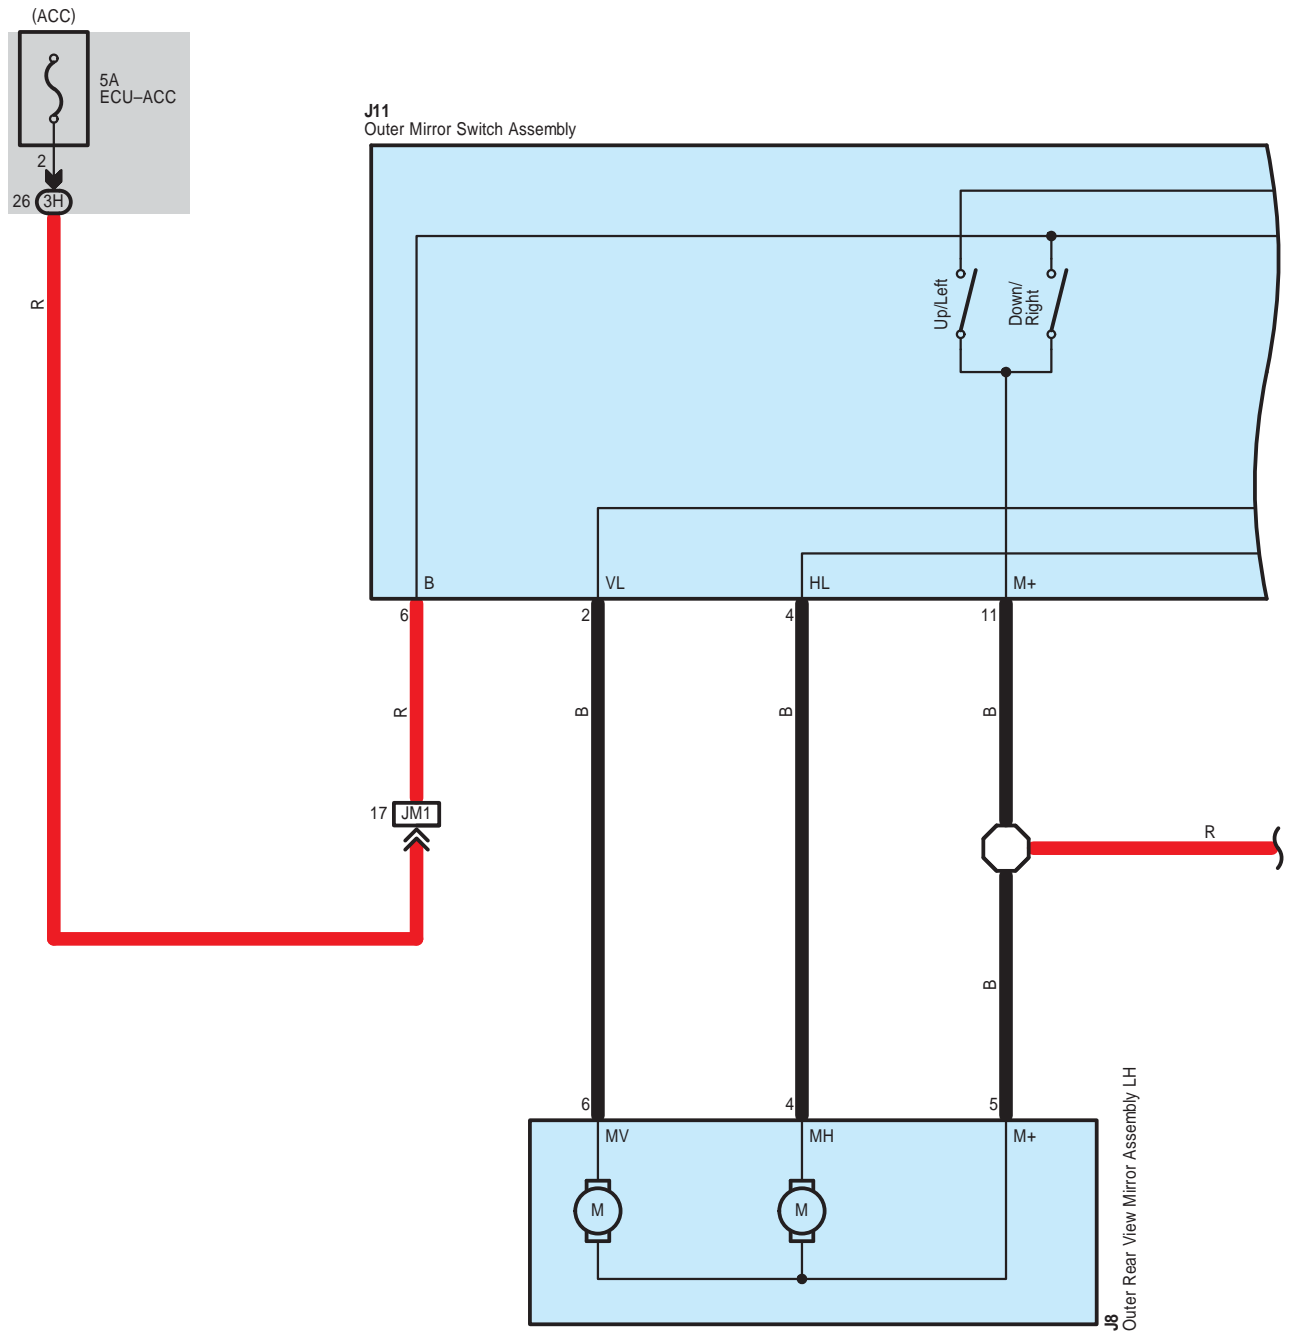 (ACC)
5A
ECU–ACC
2
26
3H
R
J11
Outer Mirror Switch Assembly
Up/Left
Down/
Right
B
VL
HL
M+
6
2
4
11
R
B
B
B
17
JM1
R
B
6
4
5
MV
MH
M+
M
M
J8
Outer Rear View Mirror Assembly LH